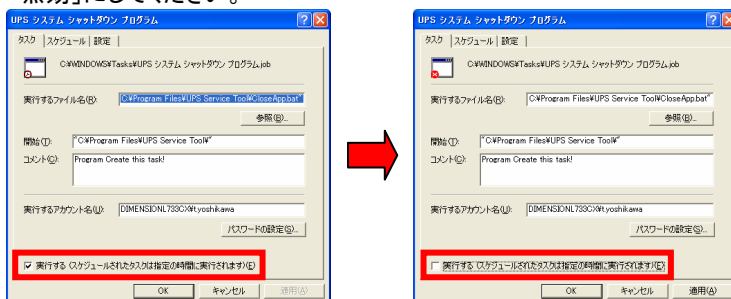 無効」にしてください。
UPS システム シャットダウン プログラム
タスク スケジュール 設定
C:¥WINDOWS¥Tasks¥UPS システム シャットダウン プログラム.job
実行するファイル名(R): "C:¥Program Files¥UPS Service Tool¥CloseApp.bat"
参照(B)...
開始(T): "C:¥Program Files¥UPS Service Tool¥"
コメント(C): Program Create this task!
実行するアカウント名(U): DIMENSIONL733C)¥t.yoshikawa
パスワードの設定(S)...
実行する (スケジュールされたタスクは指定の時間に実行されます)(E)
OK キャンセル 適用(A)
UPS システム シャットダウン プログラム
タスク スケジュール 設定
C:¥WINDOWS¥Tasks¥UPS システム シャットダウン プログラム.job
実行するファイル名(R): "C:¥Program Files¥UPS Service Tool¥CloseApp.bat"
参照(B)...
開始(T): "C:¥Program Files¥UPS Service Tool¥"
コメント(C): Program Create this task!
実行するアカウント名(U): DIMENSIONL733C)¥t.yoshikawa
パスワードの設定(S)...
実行する (スケジュールされたタスクは指定の時間に実行されます)(E)
OK キャンセル 適用(A)